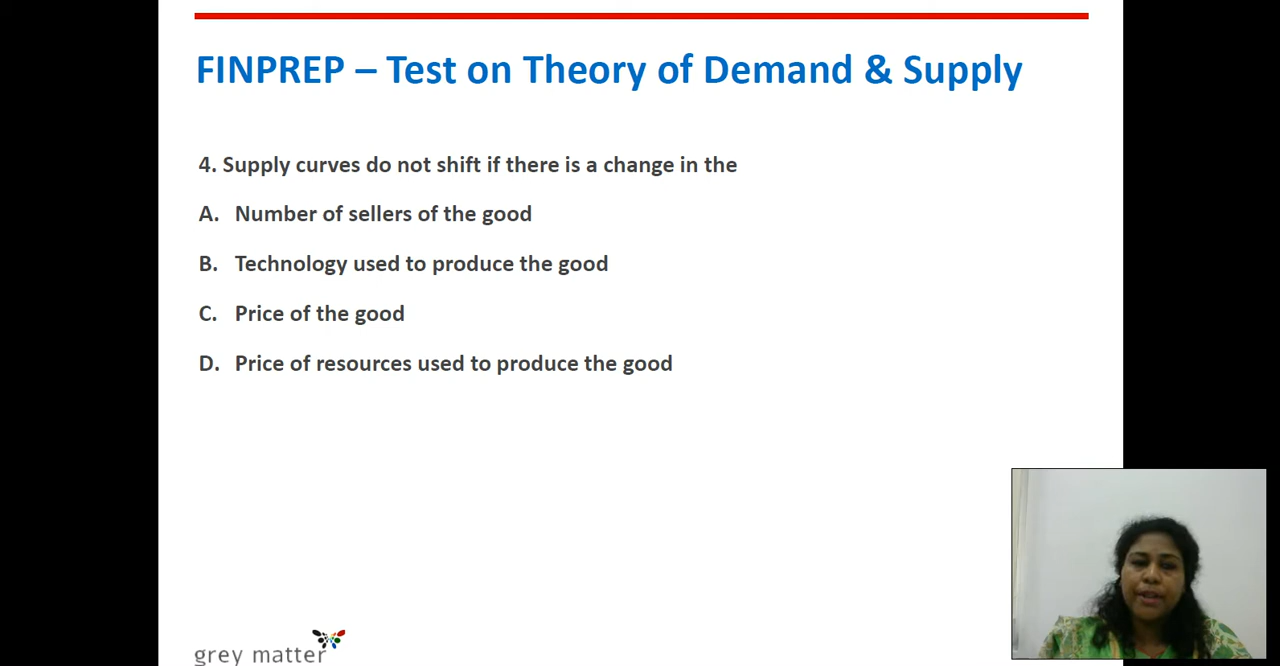 FINPREP – Test on Theory of Demand & Supply
4. Supply curves do not shift if there is a change in the
A. Number of sellers of the good
B. Technology used to produce the good
C. Price of the good
D. Price of resources used to produce the good
grey matter